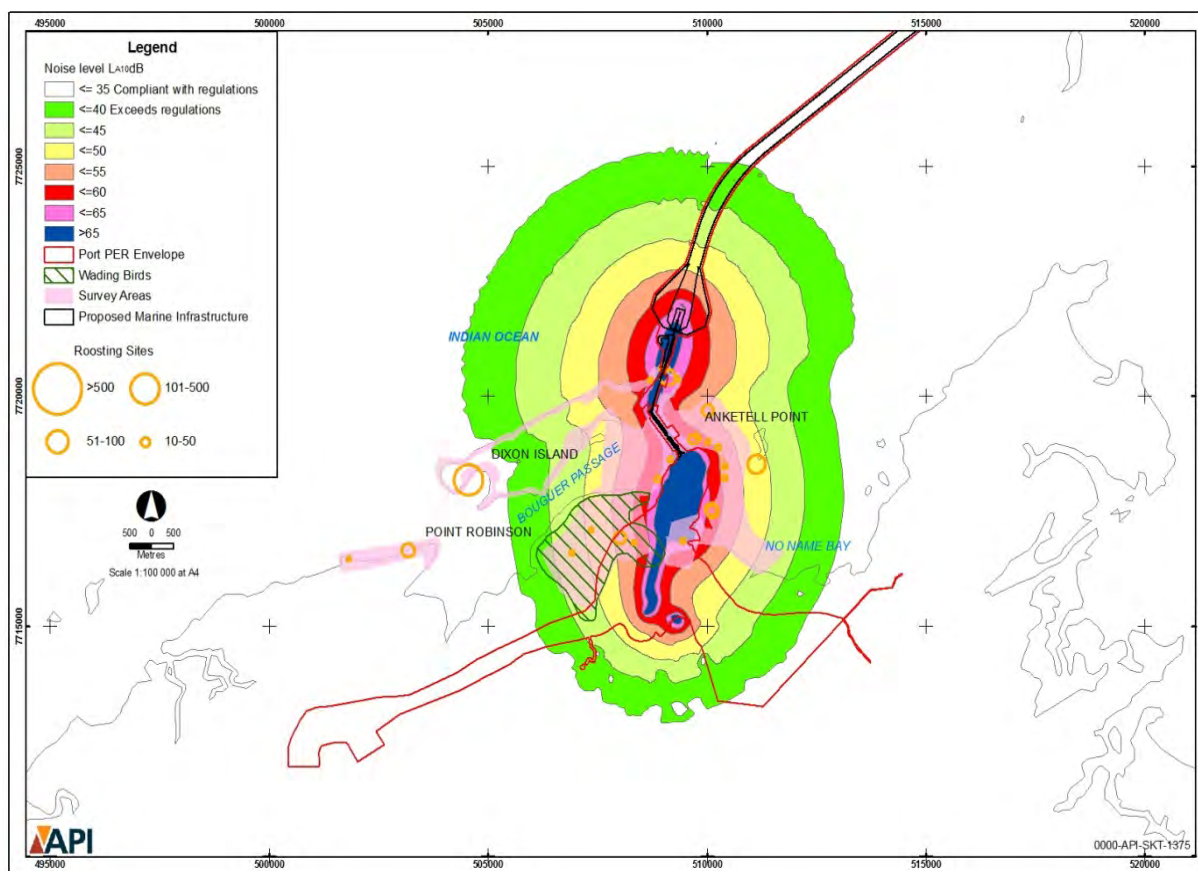 495000 500000 505000 510000 515000 520000
Legend
Noise level LA10dB
<= 35 Compliant with regulations
<=40 Exceeds regulations
<=45
<=50
<=55
<=60
<=65
>65
Port PER Envelope
Wading Birds
Survey Areas
Proposed Marine Infrastructure
Roosting Sites
>500 101-500
51-100 10-50
500 0 500
Metres
Scale 1:100 000 at A4
7725000
7720000
7715000
INDIAN OCEAN
ANKETELL POINT
DIXON ISLAND
BOUGUER PASSAGE
POINT ROBINSON
NO NAME BAY
7725000
7720000
7715000
API
0000-API-SKT-1375
495000 500000 505000 510000 515000 520000